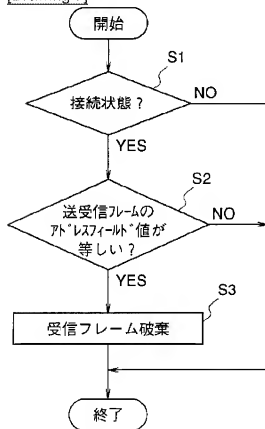 開始
S1
接続状態？
NO
YES
S2
送受信フレームの
アドレスフィールド値が
等しい？
NO
YES
S3
受信フレーム破棄
終了